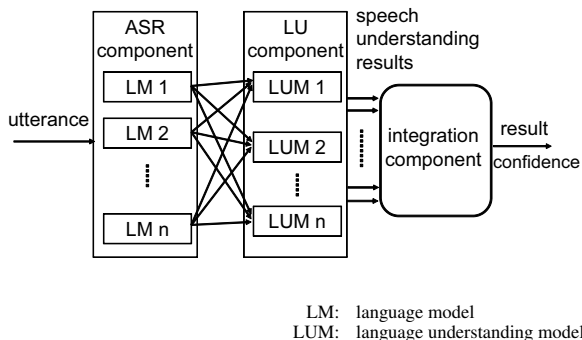 ASR
component
LM 1
LM 2
LM n
LU
component
LUM 1
LUM 2
LUM n
utterance
speech
understanding
results
integration
component
result
confidence
LM: language model
LUM: language understanding model